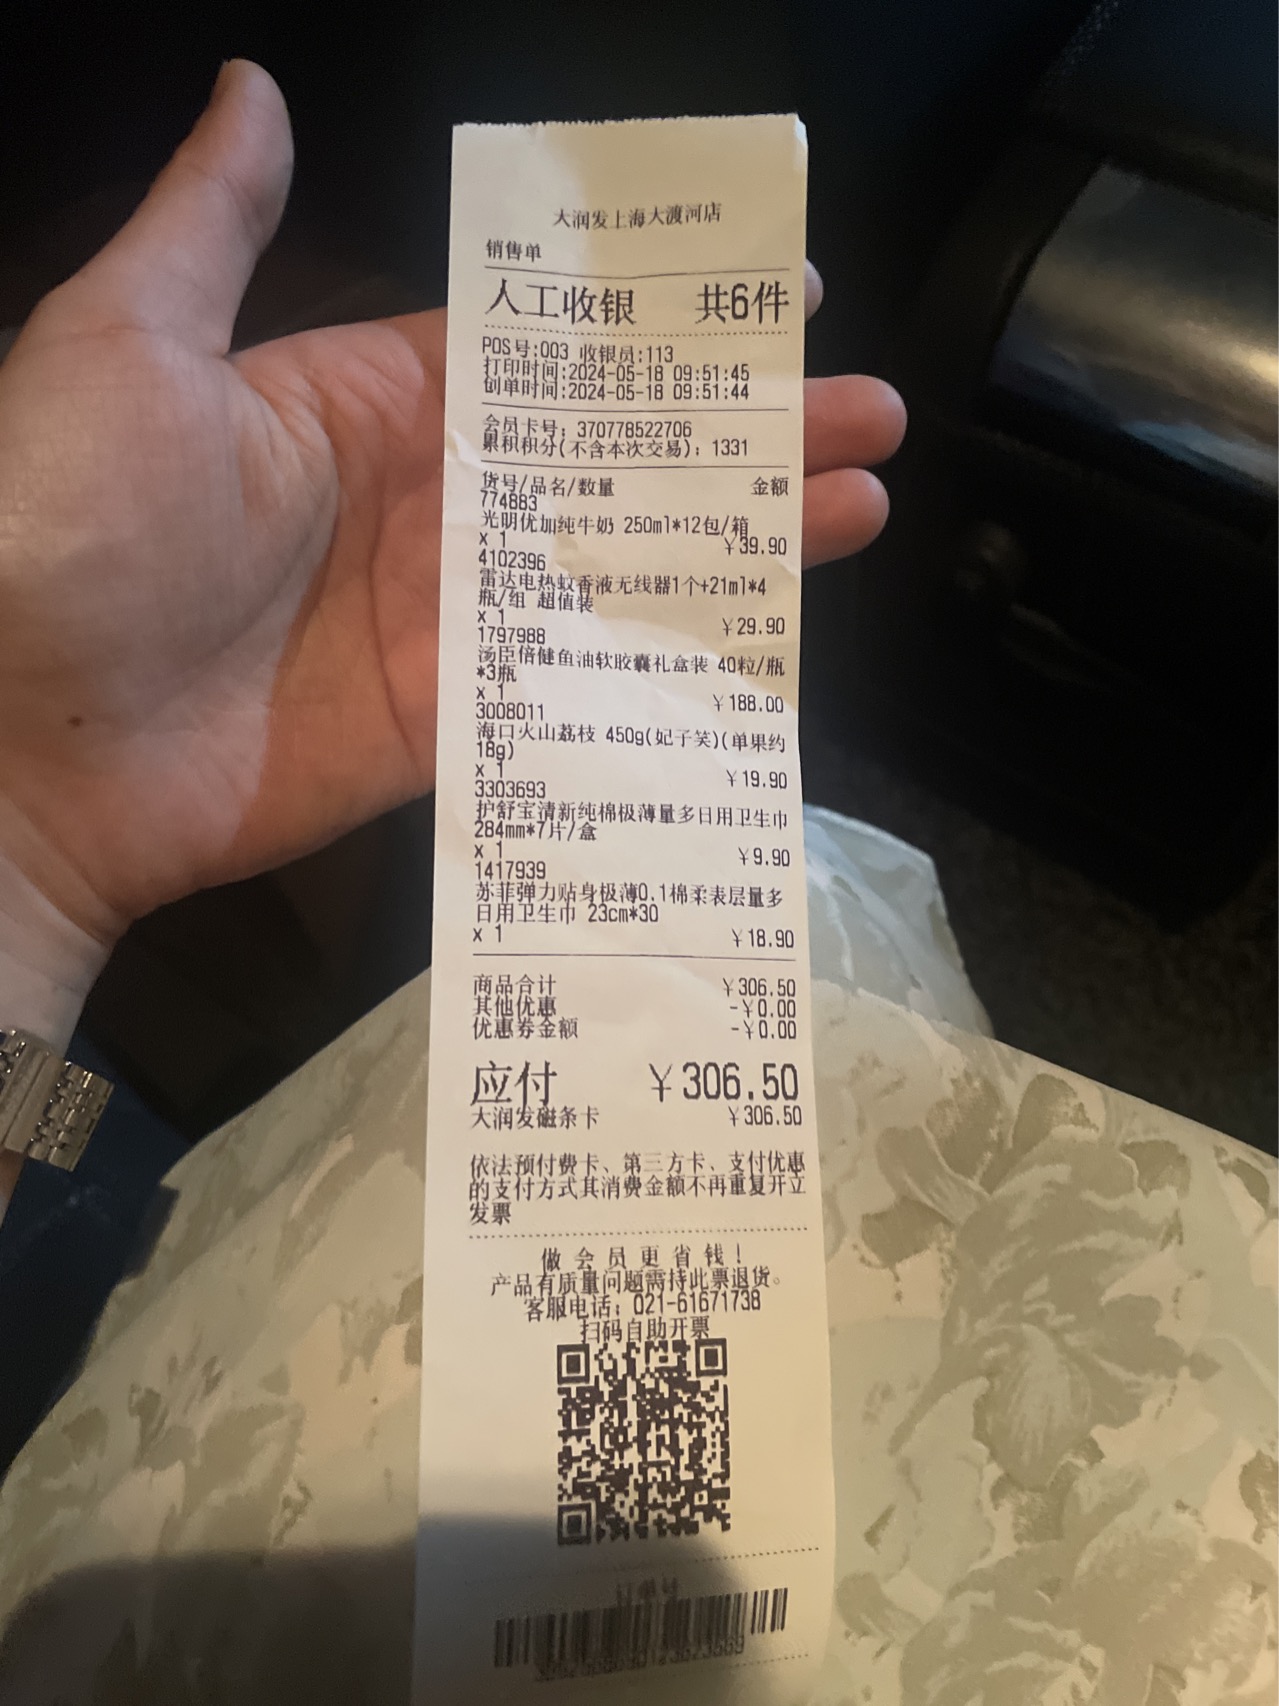 大润发上海大渡河店
销售单
人工收银 共6件
POS号:003 收银员:113
打印时间:2024-05-18 09:51:45
创单时间:2024-05-18 09:51:44
会员卡号: 370778522706
累积积分(不含本次交易): 1331
货号/品名/数量 金额
774883
光明优加纯牛奶 250ml*12包/箱
x 1 ¥39.90
4102396
雷达电热蚊香液无线器1个+21ml*4
瓶/组 超值装
x 1 ¥29.90
1797988
汤臣倍健鱼油软胶囊礼盒装 40粒/瓶
*3瓶
x 1 ¥188.00
3008011
海口火山荔枝 450g(妃子笑)(单果约
18g)
x 1 ¥19.90
3303693
护舒宝清新纯棉极薄量多日用卫生巾
284mm*7片/盒
x 1 ¥9.90
1417939
苏菲弹力贴身极薄0.1棉柔表层量多
日用卫生巾 23cm*30
x 1 ¥18.90
商品合计 ¥306.50
其他优惠 -¥0.00
优惠券金额 -¥0.00
应付 ¥306.50
大润发磁条卡 ¥306.50
依法预付费卡、第三方卡、支付优惠
的支付方式其消费金额不再重复开立
发票
做会员更省钱!
产品有质量问题需持此票退货。
客服电话: 021-61671738
扫码自助开票